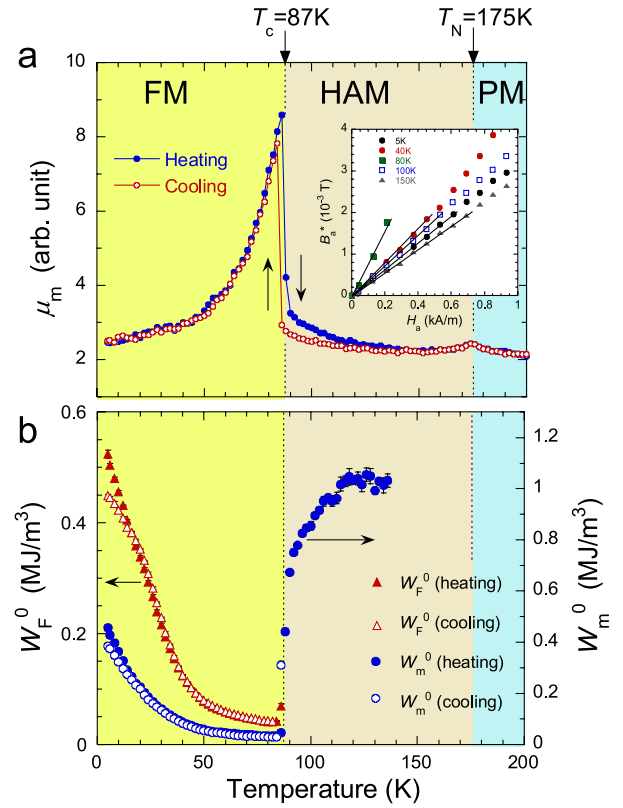 T_c=87K T_N=175K
a
FM HAM PM
10
8
6
4
2
μ_m (arb. unit)
Heating
Cooling
4
3
2
1
0
B_a* (10^-3 T)
5K
40K
80K
100K
150K
0 0.2 0.4 0.6 0.8 1
H_a (kA/m)
b
0.6
0.4
0.2
0
W_F^0 (MJ/m^3)
1.2
1
0.8
0.6
0.4
0.2
0
W_m^0 (MJ/m^3)
W_F^0 (heating)
W_F^0 (cooling)
W_m^0 (heating)
W_m^0 (cooling)
0 50 100 150 200
Temperature (K)